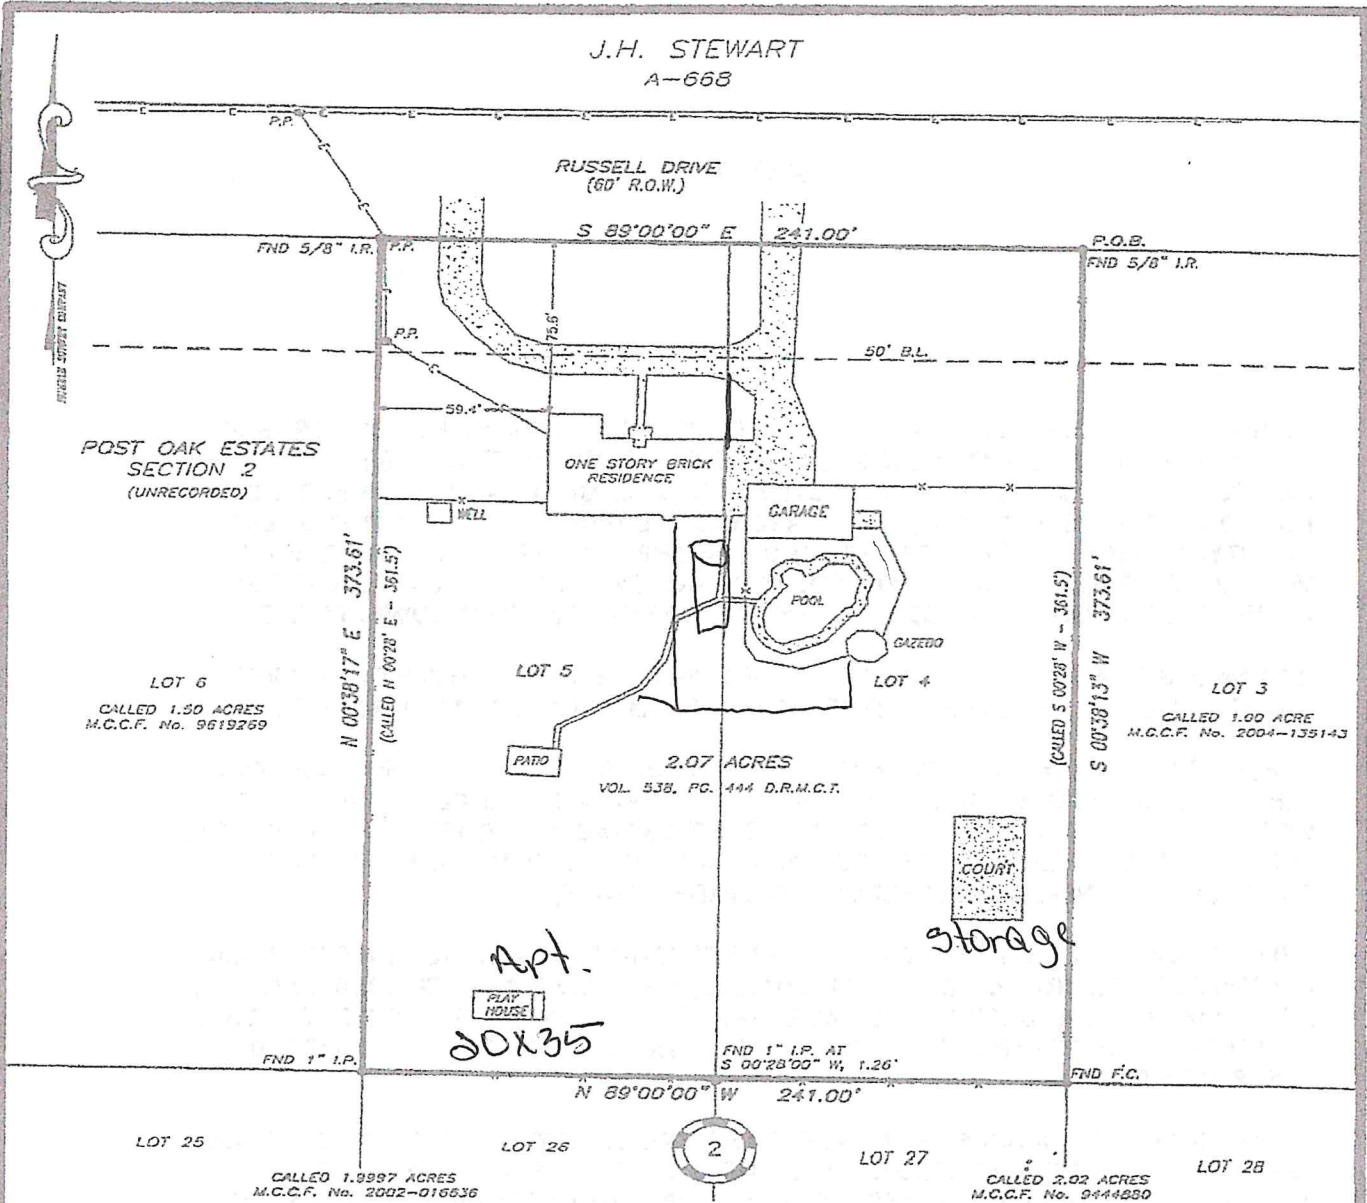 J.H. STEWART
A-668
P.P.
RUSSELL DRIVE
(60' R.O.W.)
S 89°00'00" E 241.00'
FND 5/8" I.R.
P.P.
P.O.B.
FND 5/8" I.R.
P.P.
75.6'
50' B.L.
59.4'
POST OAK ESTATES
SECTION 2
(UNRECORDED)
ONE STORY BRICK
RESIDENCE
WELL
GARAGE
N 00°38'17" E 373.61'
(CALLED N 00°28' E - 361.5')
POOL
GAZEBO
(CALLED S 00°28' W - 361.5')
S 00°38'13" W 373.61'
LOT 6
CALLED 1.50 ACRES
M.C.C.F. No. 9619269
LOT 5
LOT 4
LOT 3
CALLED 1.00 ACRE
M.C.C.F. No. 2004-135143
PATIO
2.07 ACRES
VOL. 538, PG. 444 D.R.M.C.T.
COURT
Storage
Apt.
PLAY
HOUSE
20X35
FND 1" I.P.
FND 1" I.P. AT
S 00°28'00" W, 1.26'
FND F.C.
N 89°00'00" W 241.00'
LOT 25
LOT 26
2
LOT 27
LOT 28
CALLED 1.9997 ACRES
M.C.C.F. No. 2002-016636
CALLED 2.02 ACRES
M.C.C.F. No. 9444880